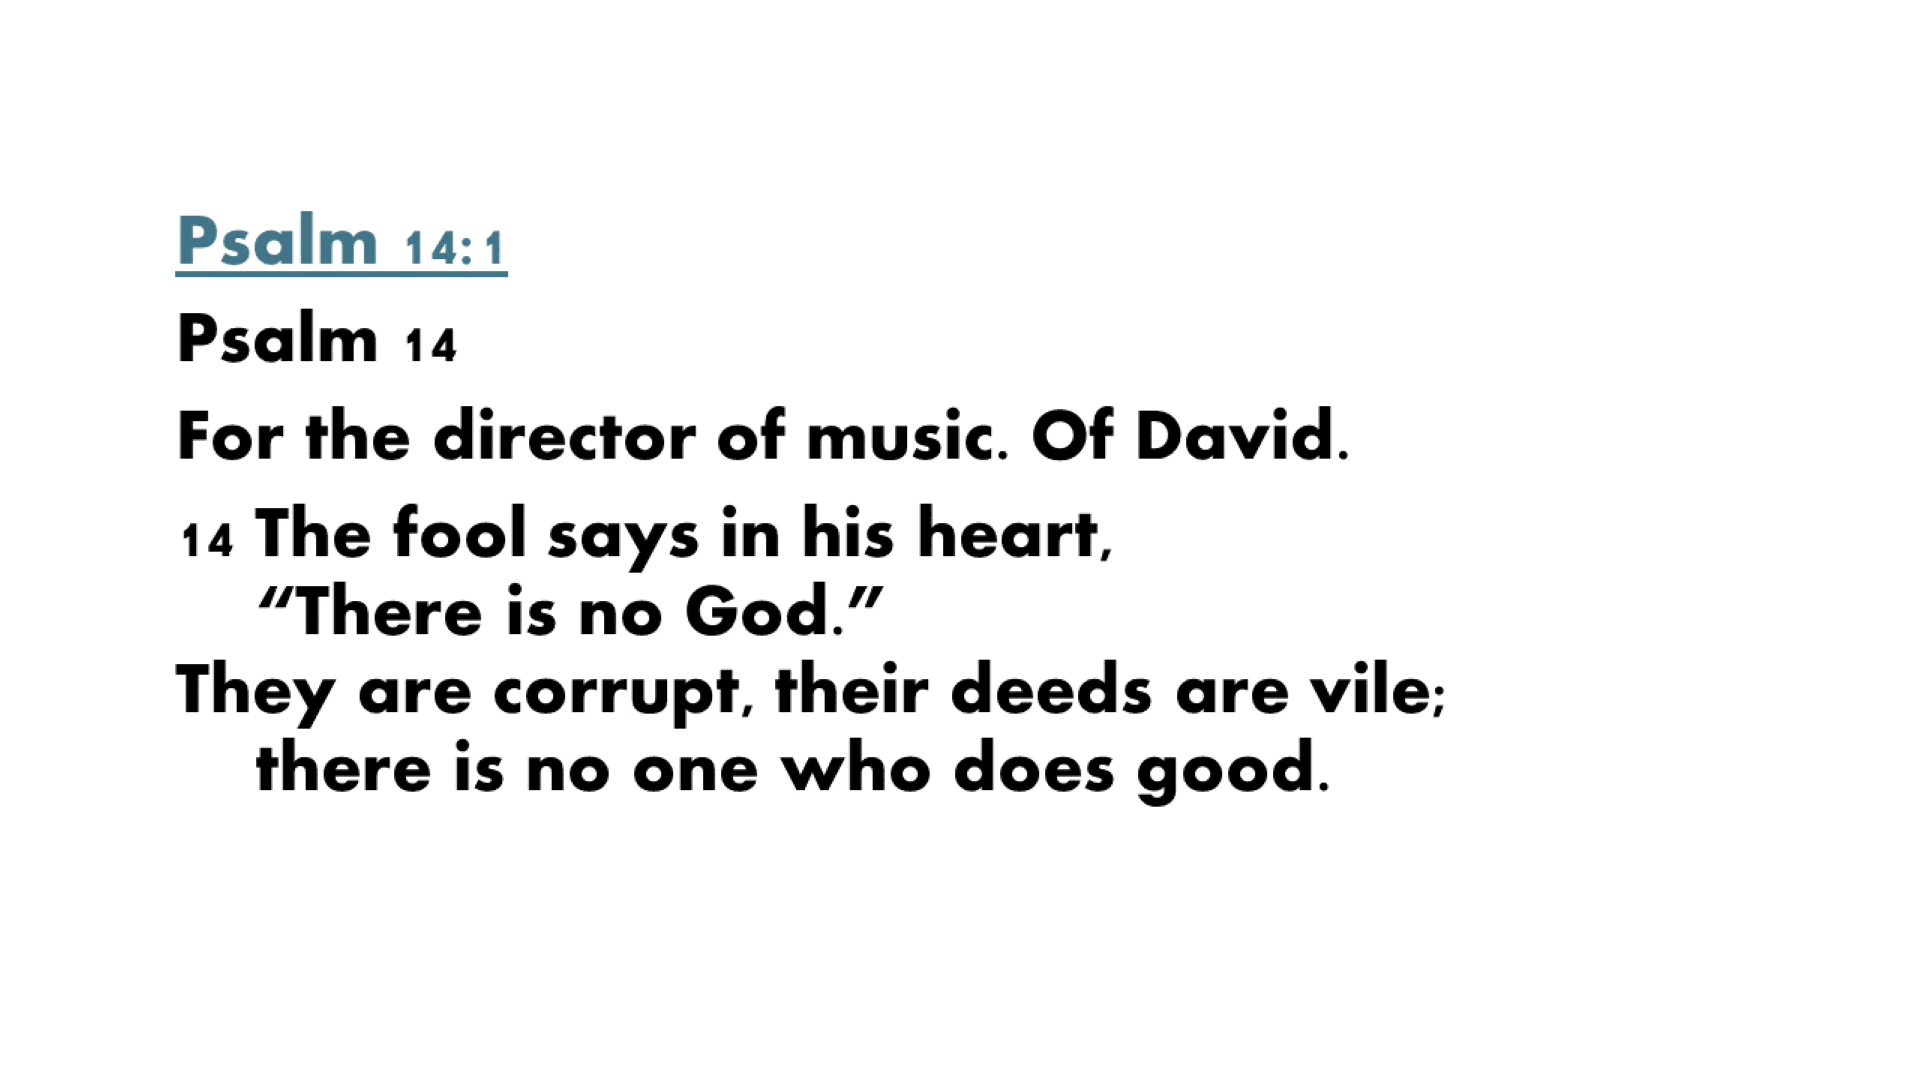 Psalm 14:1
Psalm 14
For the director of music. Of David.
14 The fool says in his heart,
“There is no God.”
They are corrupt, their deeds are vile;
there is no one who does good.